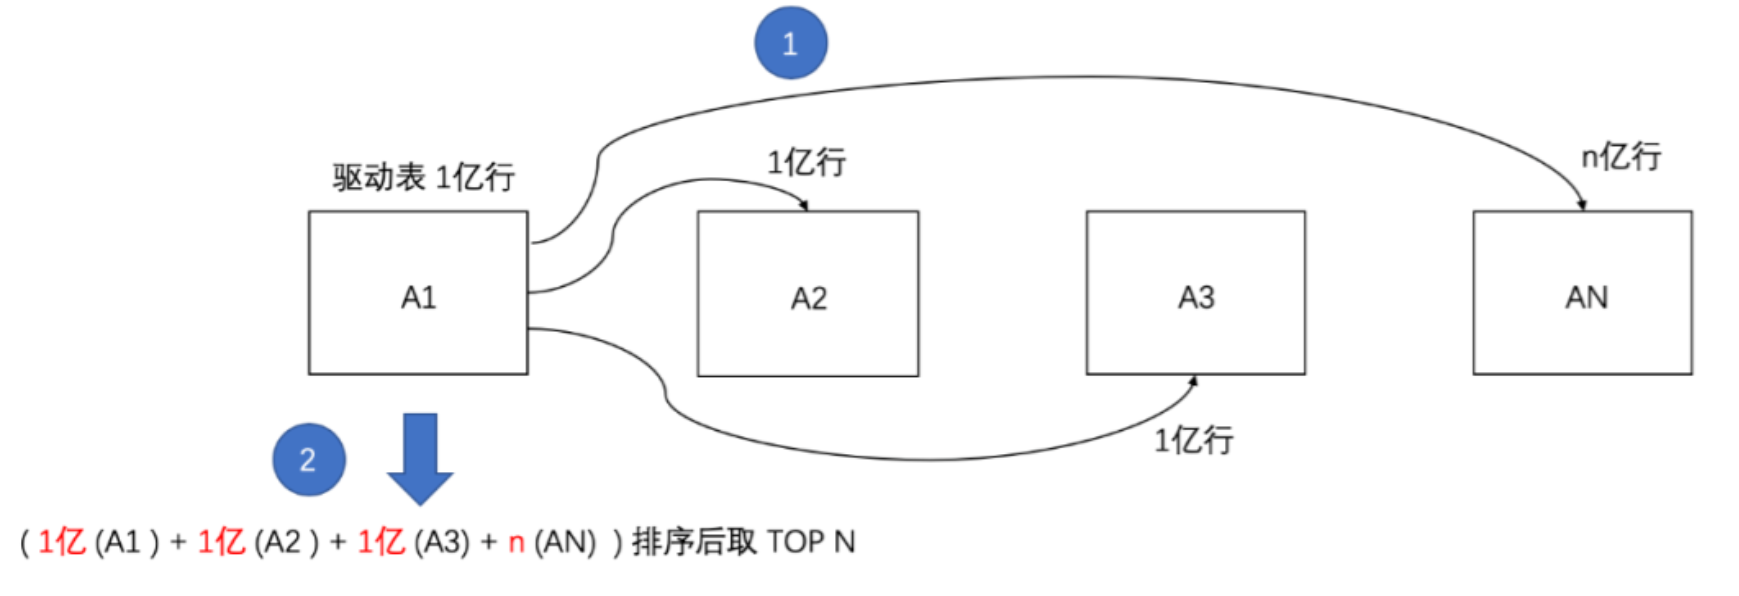 1
驱动表 1亿行
1亿行
n亿行
A1
A2
A3
AN
1亿行
2
( 1亿 (A1 ) + 1亿 (A2 ) + 1亿 (A3) + n (AN) ) 排序后取 TOP N